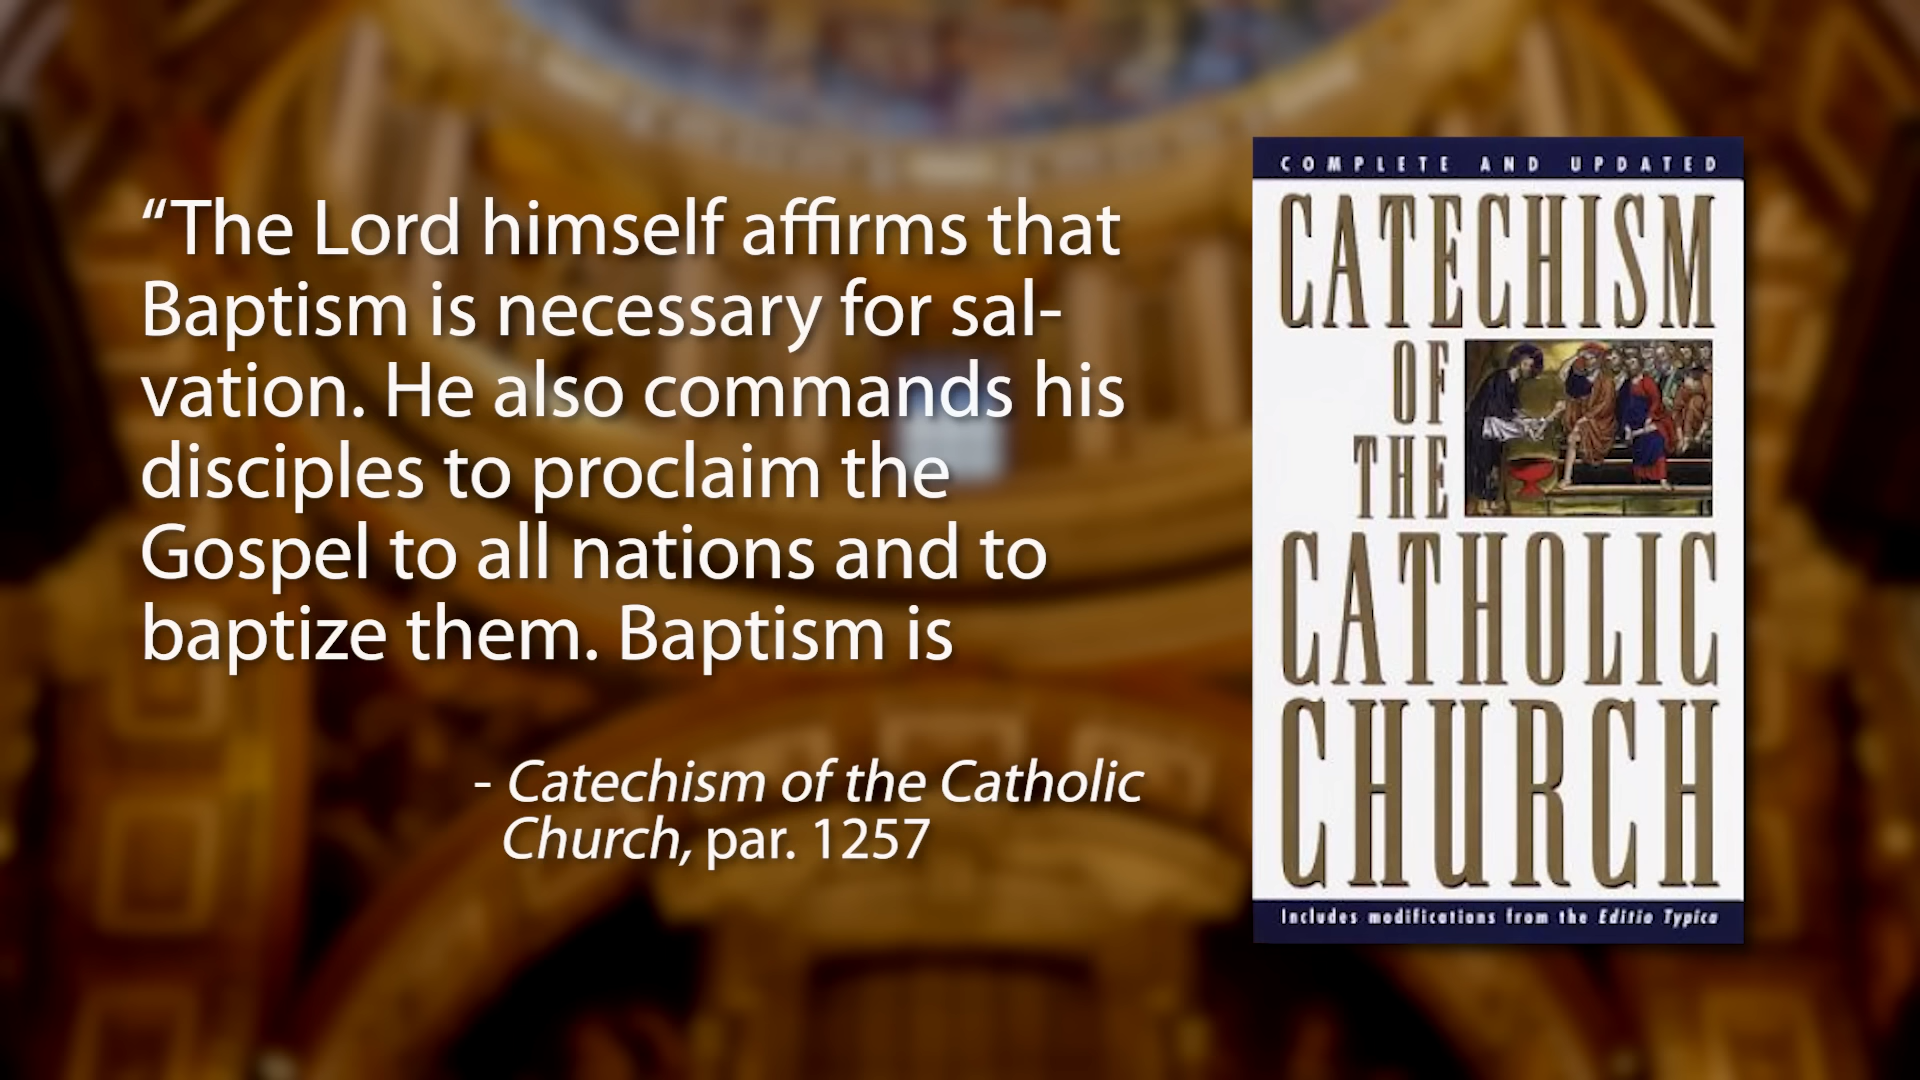 “The Lord himself affirms that
Baptism is necessary for sal-
vation. He also commands his
disciples to proclaim the
Gospel to all nations and to
baptize them. Baptism is
- Catechism of the Catholic
Church, par. 1257
COMPLETE AND UPDATED
CATECHISM
OF
THE
CATHOLIC
CHURCH
Includes modifications from the Editio Typica